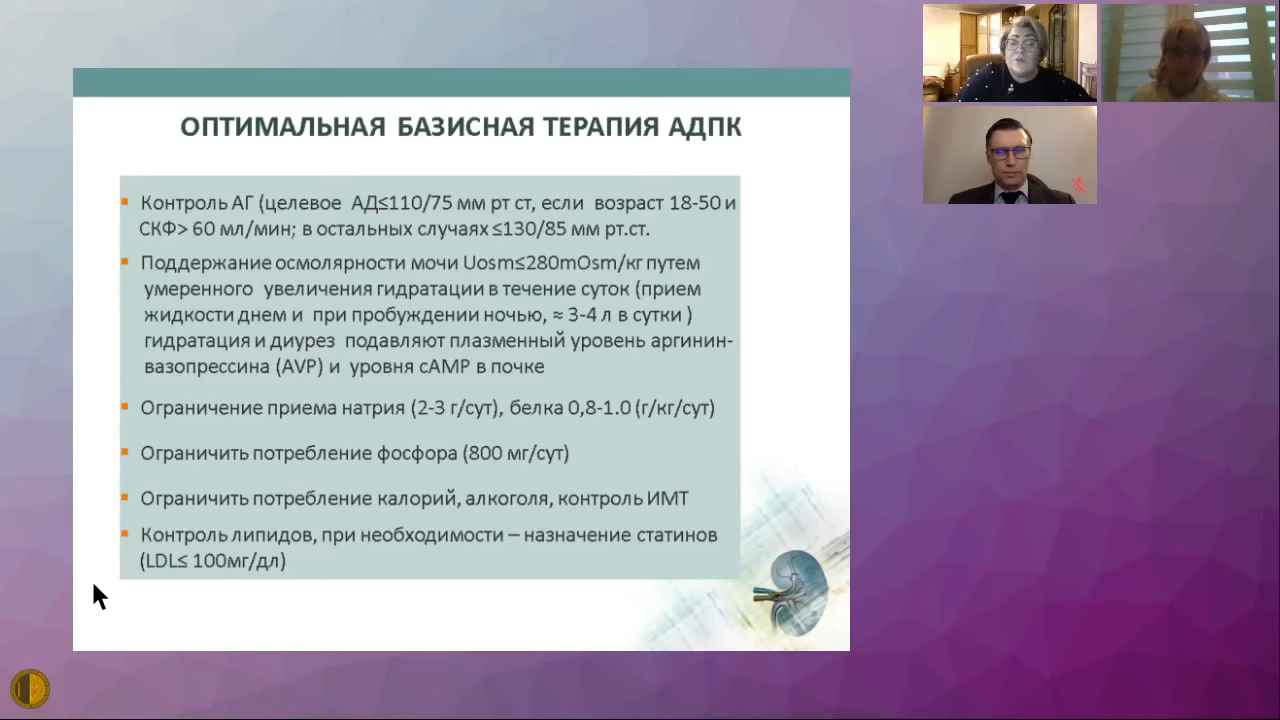 ОПТИМАЛЬНАЯ БАЗИСНАЯ ТЕРАПИЯ АДПК
▪ Контроль АГ (целевое АД≤110/75 мм рт ст, если возраст 18-50 и
СКФ> 60 мл/мин; в остальных случаях ≤130/85 мм рт.ст.
▪ Поддержание осмолярности мочи Uosm≤280mOsm/кг путем
умеренного увеличения гидратации в течение суток (прием
жидкости днем и при пробуждении ночью, ≈ 3-4 л в сутки )
гидратация и диурез подавляют плазменный уровень аргинин-
вазопрессина (AVP) и уровня cAMP в почке
▪ Ограничение приема натрия (2-3 г/сут), белка 0,8-1.0 (г/кг/сут)
▪ Ограничить потребление фосфора (800 мг/сут)
▪ Ограничить потребление калорий, алкоголя, контроль ИМТ
▪ Контроль липидов, при необходимости – назначение статинов
(LDL≤ 100мг/дл)